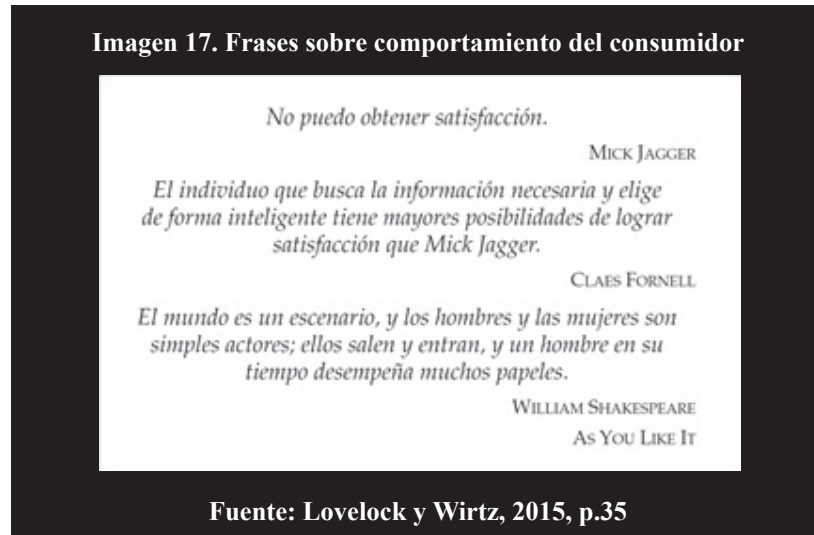 Imagen 17. Frases sobre comportamiento del consumidor
No puedo obtener satisfacción.
MICK JAGGER
El individuo que busca la información necesaria y elige
de forma inteligente tiene mayores posibilidades de lograr
satisfacción que Mick Jagger.
CLAES FORNELL
El mundo es un escenario, y los hombres y las mujeres son
simples actores; ellos salen y entran, y un hombre en su
tiempo desempeña muchos papeles.
WILLIAM SHAKESPEARE
AS YOU LIKE IT
Fuente: Lovelock y Wirtz, 2015, p.35